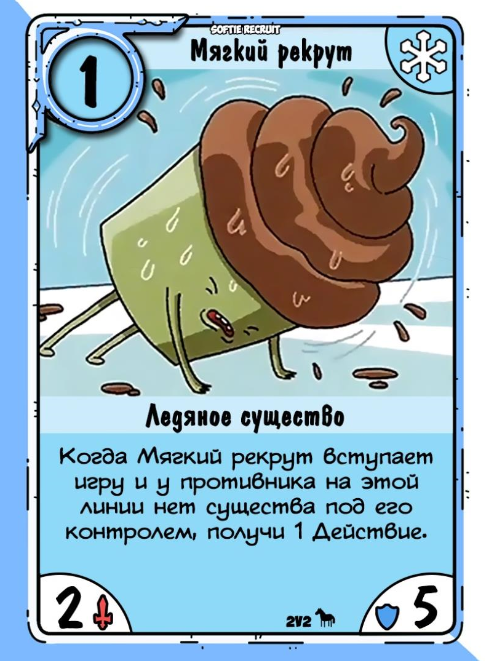 SOFTIE RECRUIT
1
Мягкий рекрут
Ледяное существо
Когда Мягкий рекрут вступает
игру и у противника на этой
линии нет существа под его
контролем, получи 1 Действие.
2
2V2
5